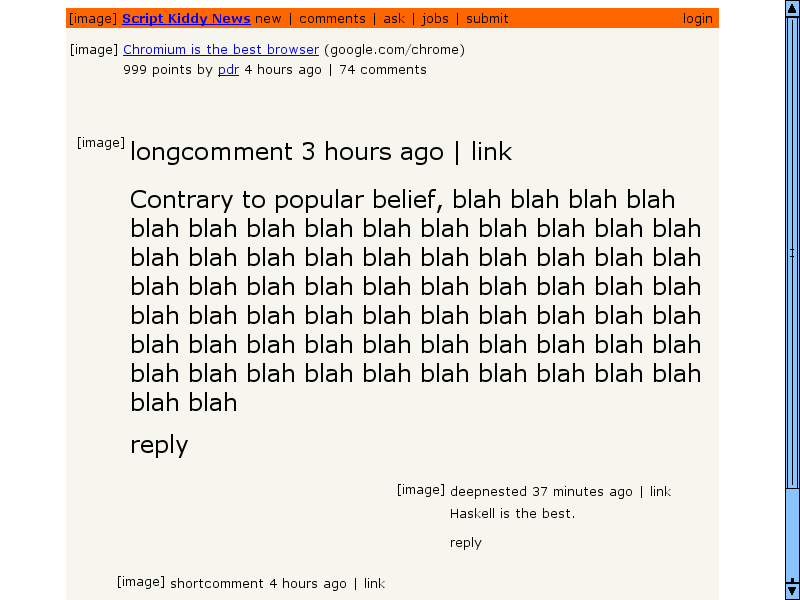 [image] Script Kiddy News new | comments | ask | jobs | submit login
[image] Chromium is the best browser (google.com/chrome)
999 points by pdr 4 hours ago | 74 comments
[image] longcomment 3 hours ago | link
Contrary to popular belief, blah blah blah blah
blah blah blah blah blah blah blah blah blah blah
blah blah blah blah blah blah blah blah blah blah
blah blah blah blah blah blah blah blah blah blah
blah blah blah blah blah blah blah blah blah blah
blah blah blah blah blah blah blah blah blah blah
blah blah blah blah blah blah blah blah blah blah
blah blah
reply
[image] deepnested 37 minutes ago | link
Haskell is the best.
reply
[image] shortcomment 4 hours ago | link